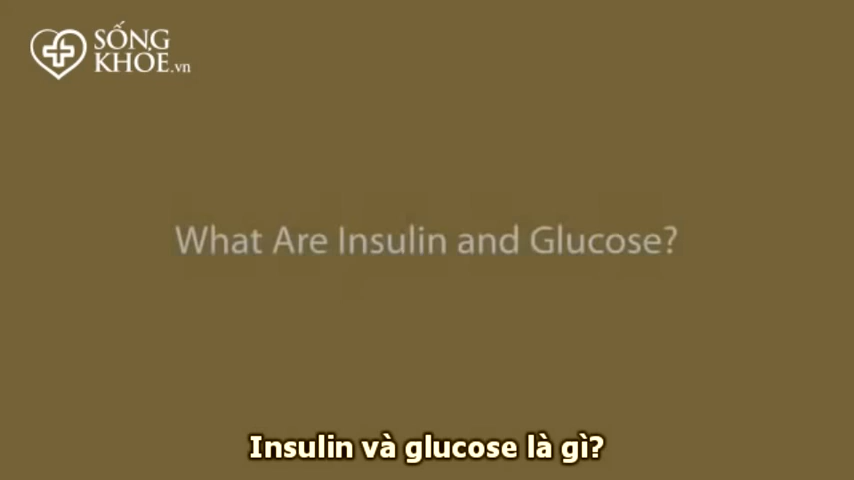 SỐNG
KHỎE.vn
What Are Insulin and Glucose?
Insulin và glucose là gì?